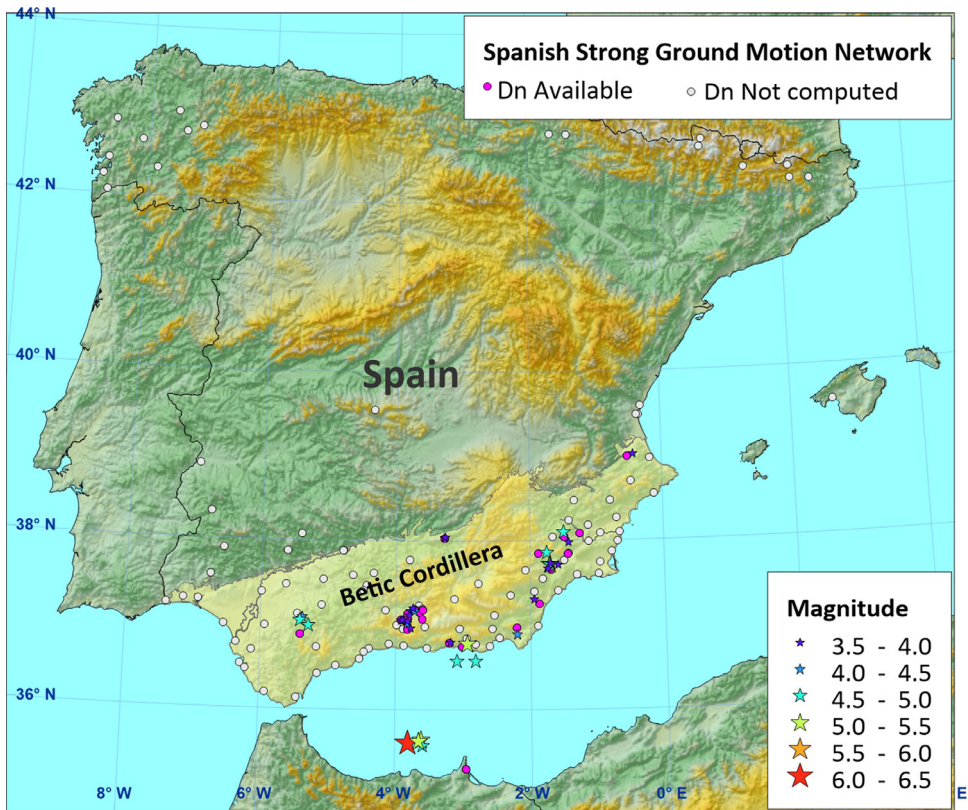 44° N
Spanish Strong Ground Motion Network
Dn Available
Dn Not computed
42° N
40° N
Spain
38° N
Betic Cordillera
36° N
Magnitude
3.5 - 4.0
4.0 - 4.5
4.5 - 5.0
5.0 - 5.5
5.5 - 6.0
6.0 - 6.5
8° W
6° W
4° W
2° W
0° E
E